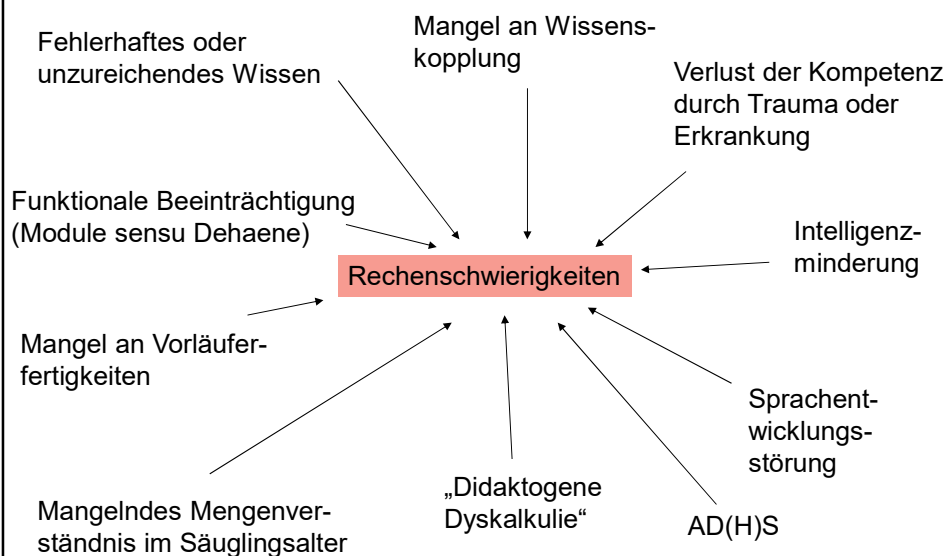 Fehlerhaftes oder
unzureichendes Wissen
Mangel an Wissens-
kopplung
Verlust der Kompetenz
durch Trauma oder
Erkrankung
Funktionale Beeinträchtigung
(Module sensu Dehaene)
Intelligenz-
minderung
Rechenschwierigkeiten
Mangel an Vorläufer-
fertigkeiten
Sprachent-
wicklungs-
störung
Mangelndes Mengenver-
ständnis im Säuglingsalter
„Didaktogene
Dyskalkulie“
AD(H)S